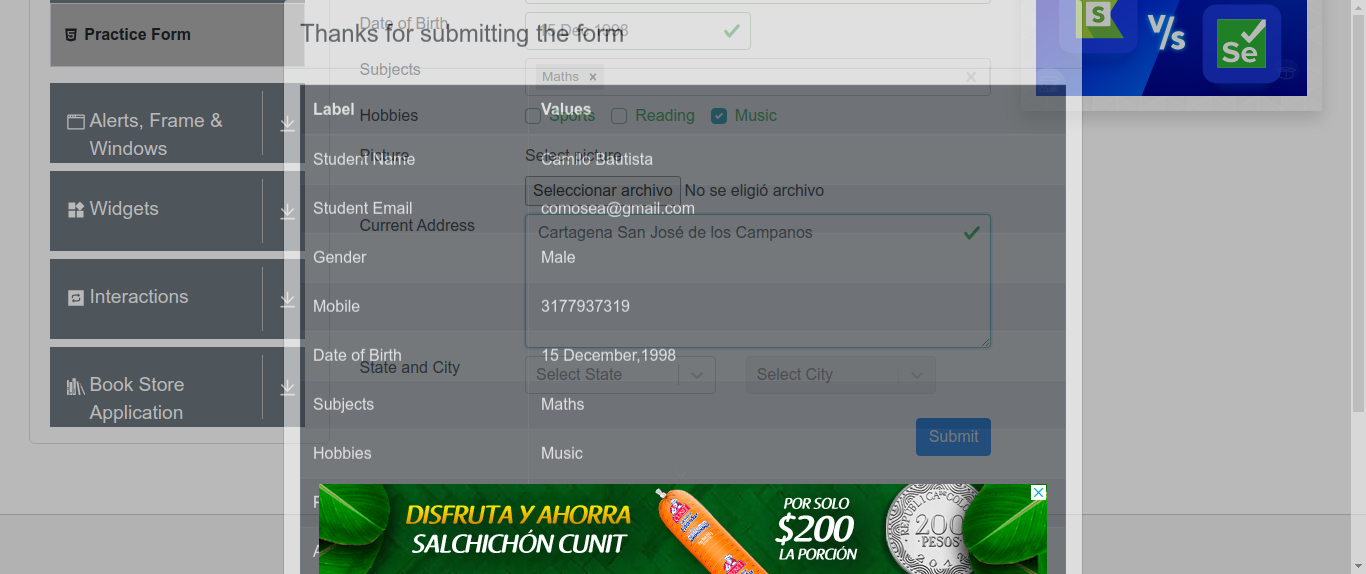 Practice Form
Alerts, Frame &
Windows
Widgets
Interactions
Book Store
Application
Thanks for submitting the form
Date of Birth
15 Dec 1998
Subjects
Maths x
Hobbies
Sports Reading Music
Picture
Select picture
Seleccionar archivo No se eligió archivo
Current Address
Cartagena San José de los Campanos
State and City
Select State
Select City
Submit
Label Values
Student Name Camilo Bautista
Student Email comosea@gmail.com
Gender Male
Mobile 3177937319
Date of Birth 15 December,1998
Subjects Maths
Hobbies Music
P
A
S
V/s
Se
DISFRUTA Y AHORRA
SALCHICHÓN CUNIT
POR SOLO
$200
LA PORCIÓN
200
PESOS